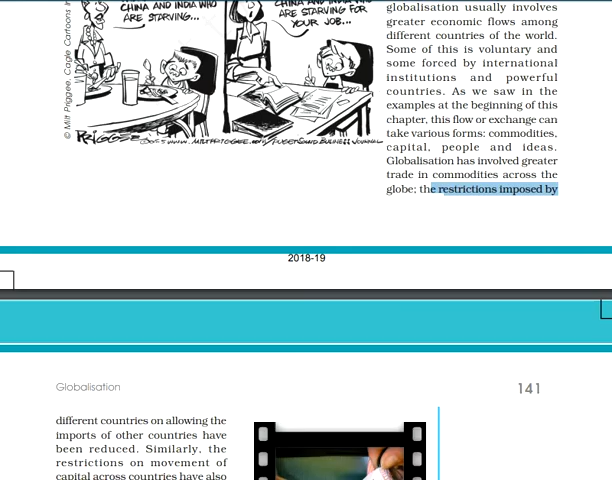 © Milt Priggee, Cagle Cartoons
CHINA AND INDIA WHO
ARE STARVING...
CHINA AND INDIA WHO
ARE STARVING FOR
YOUR JOB...
PRIGGEE
globalisation usually involves
greater economic flows among
different countries of the world.
Some of this is voluntary and
some forced by international
institutions and powerful
countries. As we saw in the
examples at the beginning of this
chapter, this flow or exchange can
take various forms: commodities,
capital, people and ideas.
Globalisation has involved greater
trade in commodities across the
globe; the restrictions imposed by
2018-19
Globalisation
141
different countries on allowing the
imports of other countries have
been reduced. Similarly, the
restrictions on movement of
capital across countries have also